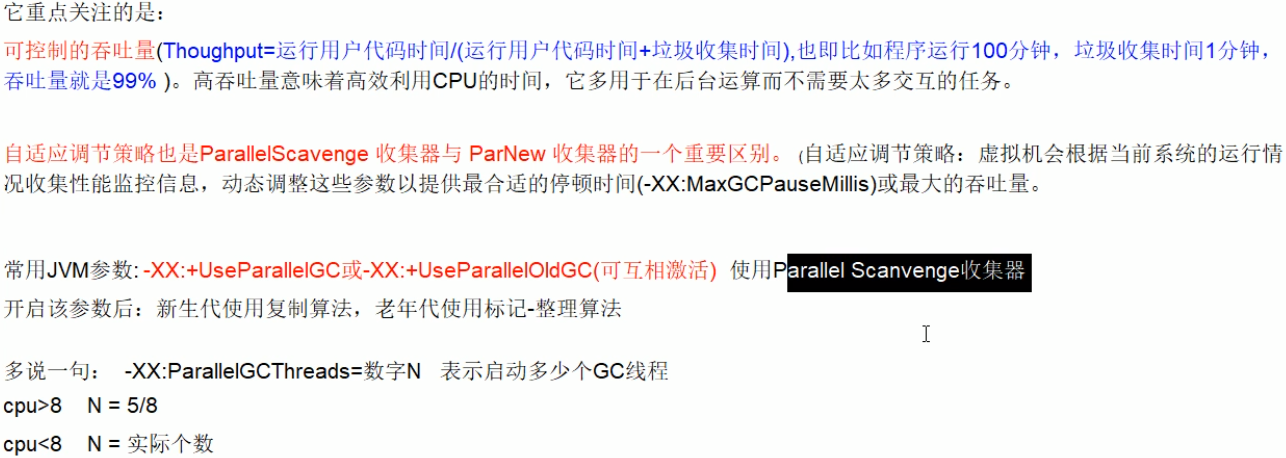 它重点关注的是：
可控制的吞吐量(Thoughput=运行用户代码时间/(运行用户代码时间+垃圾收集时间),也即比如程序运行100分钟，垃圾收集时间1分钟，
吞吐量就是99% )。高吞吐量意味着高效利用CPU的时间，它多用于在后台运算而不需要太多交互的任务。
自适应调节策略也是ParallelScavenge 收集器与 ParNew 收集器的一个重要区别。 (自适应调节策略：虚拟机会根据当前系统的运行情
况收集性能监控信息，动态调整这些参数以提供最合适的停顿时间(-XX:MaxGCPauseMillis)或最大的吞吐量。
常用JVM参数: -XX:+UseParallelGC或-XX:+UseParallelOldGC(可互相激活) 使用Parallel Scanvenge收集器
开启该参数后：新生代使用复制算法，老年代使用标记-整理算法
多说一句： -XX:ParallelGCThreads=数字N 表示启动多少个GC线程
cpu>8 N = 5/8
cpu<8 N = 实际个数